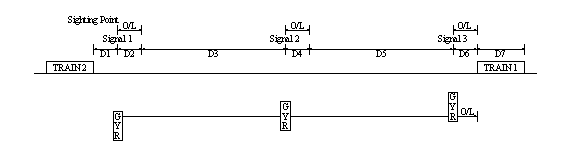 Sighting Point
O/L O/L O/L
Signal 1 Signal 2 Signal 3
D1 D2 D3 D4 D5 D6 D7
TRAIN 2 TRAIN 1
G Y R
G Y R
G Y R
O/L